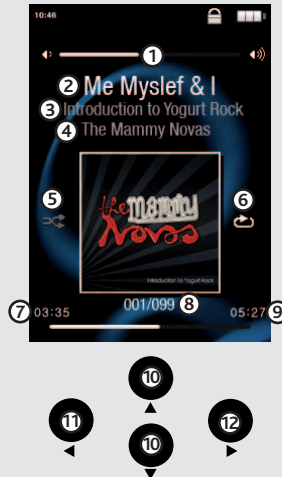 10:46
①
② Me Myslef & I
③ Introduction to Yogurt Rock
④ The Mammy Novas
⑤
⑥
the mammy
Novas
Introduction To Yogurt Rock
⑦ 03:35
001/099 ⑧
05:27 ⑨
⑩
⑪
⑫
⑩